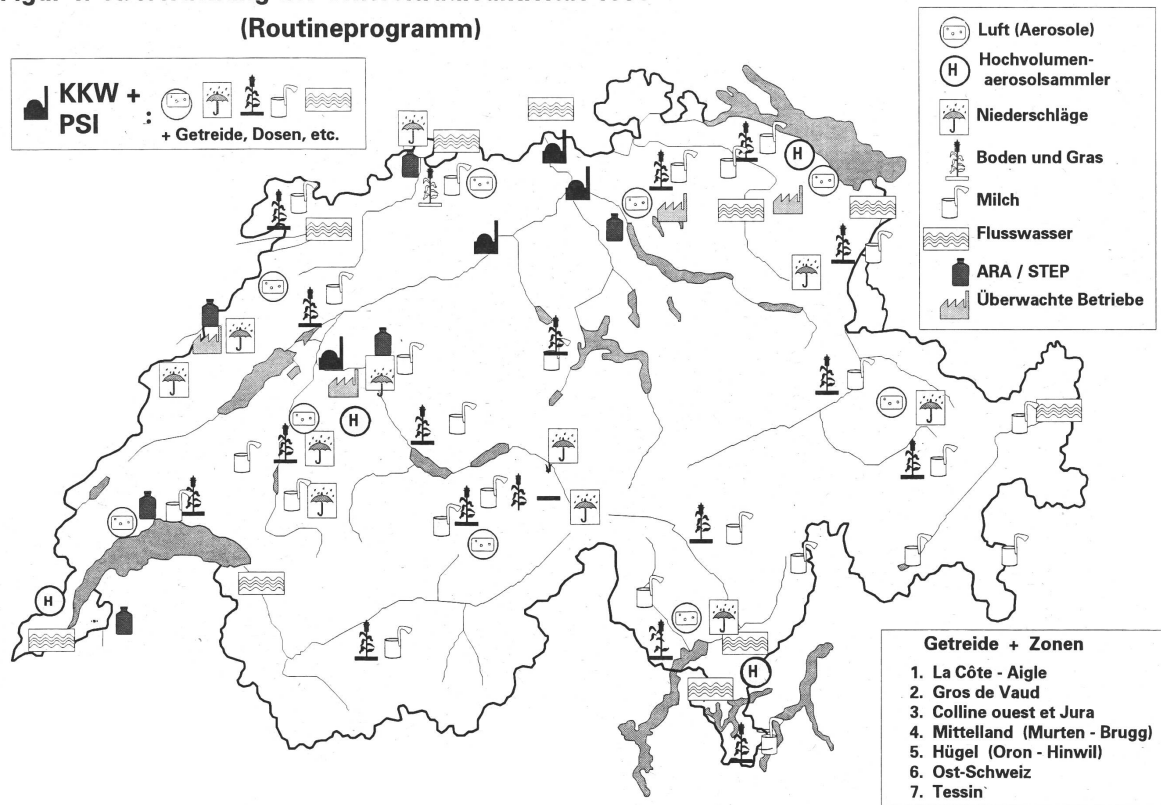 (Routineprogramm)
KKW +
PSI
:
+ Getreide, Dosen, etc.
Luft (Aerosole)
H
Hochvolumen-
aerosolsammler
Niederschläge
Boden und Gras
Milch
Flusswasser
ARA / STEP
Überwachte Betriebe
H
H
H
H
Getreide + Zonen
1. La Côte - Aigle
2. Gros de Vaud
3. Colline ouest et Jura
4. Mittelland (Murten - Brugg)
5. Hügel (Oron - Hinwil)
6. Ost-Schweiz
7. Tessin